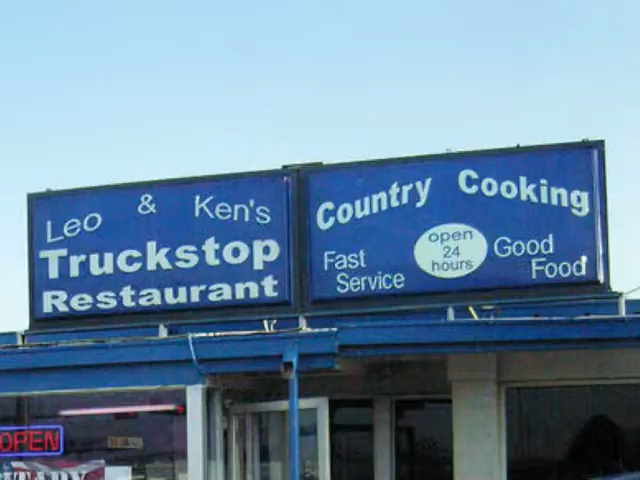 Leo & Ken's
Truckstop
Restaurant
Country Cooking
Fast
Service
open
24
hours
Good
Food
OPEN